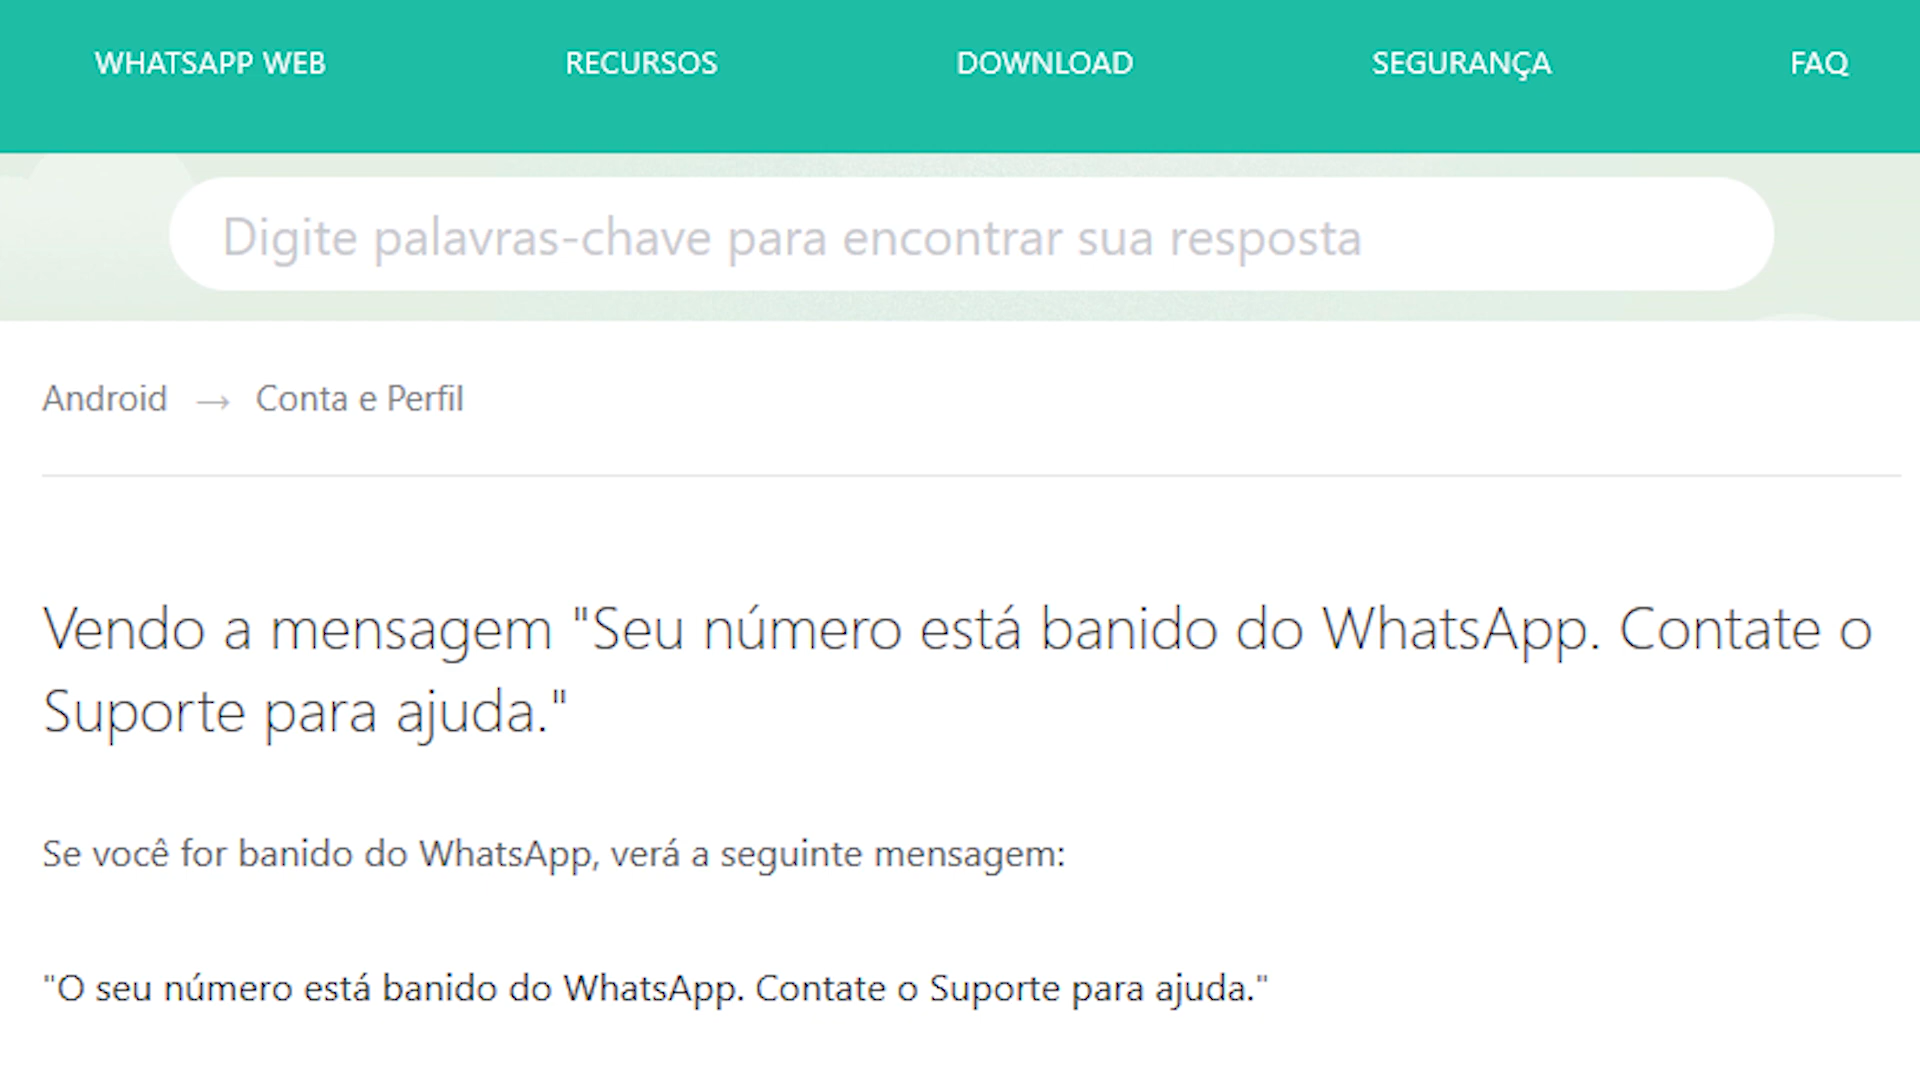 WHATSAPP WEB RECURSOS DOWNLOAD SEGURANÇA FAQ
Digite palavras-chave para encontrar sua resposta
Android → Conta e Perfil
Vendo a mensagem "Seu número está banido do WhatsApp. Contate o
Suporte para ajuda."
Se você for banido do WhatsApp, verá a seguinte mensagem:
"O seu número está banido do WhatsApp. Contate o Suporte para ajuda."